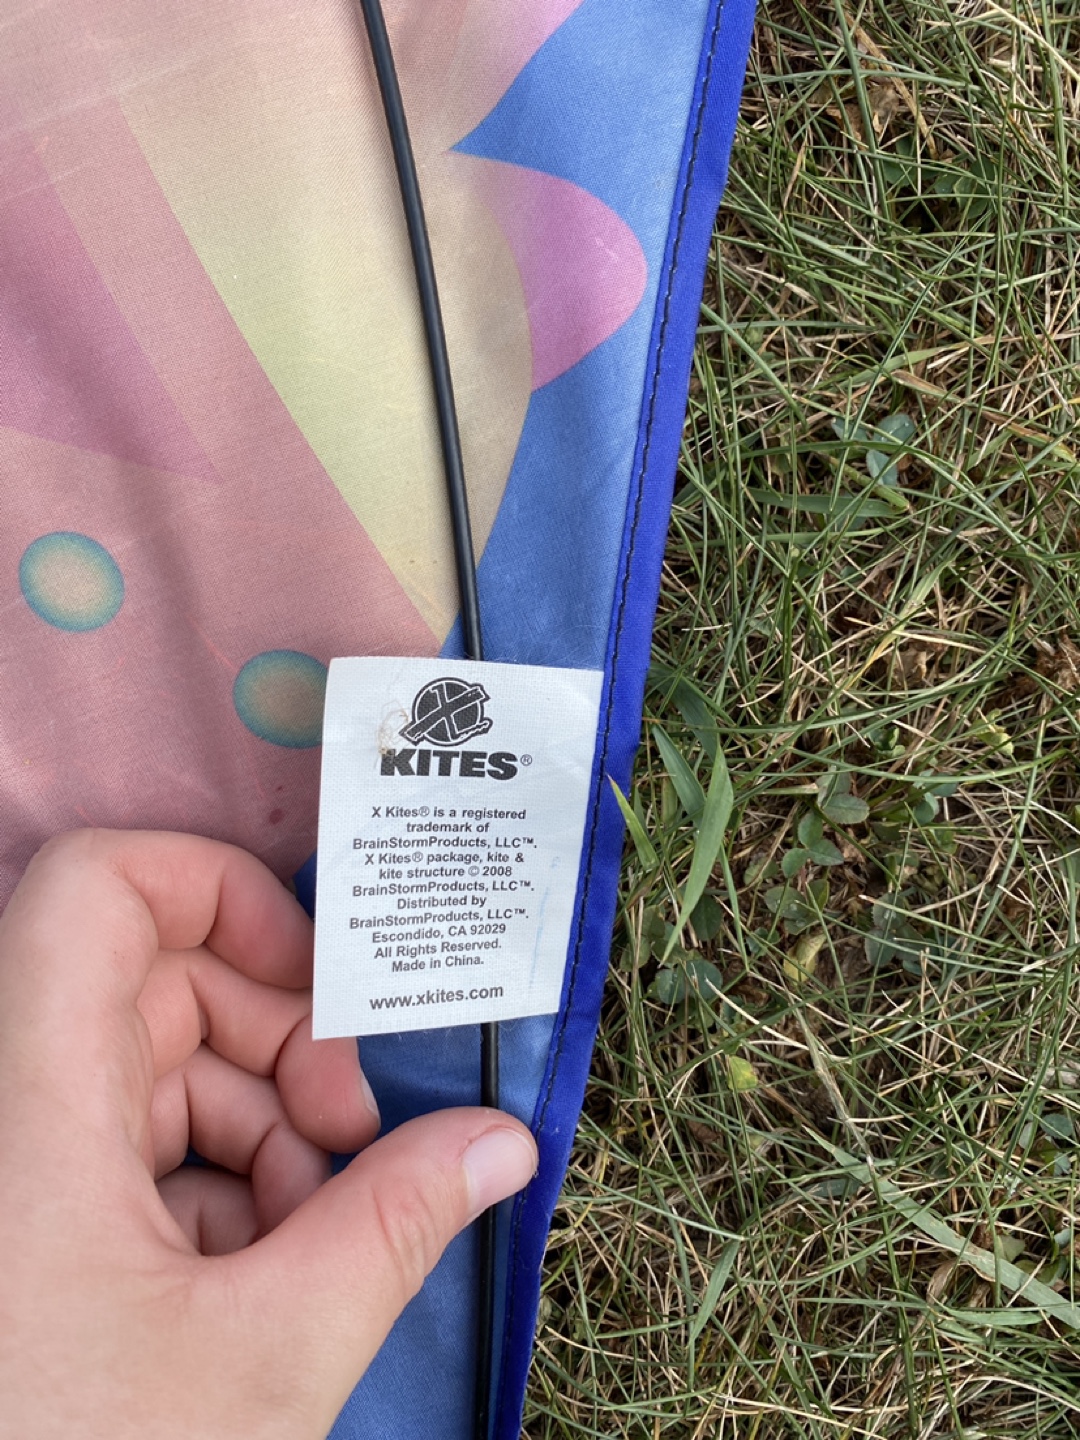 X
KITES®
X Kites® is a registered
trademark of
BrainStormProducts, LLC™.
X Kites® package, kite &
kite structure © 2008
BrainStormProducts, LLC™.
Distributed by
BrainStormProducts, LLC™.
Escondido, CA 92029
All Rights Reserved.
Made in China.
www.xkites.com